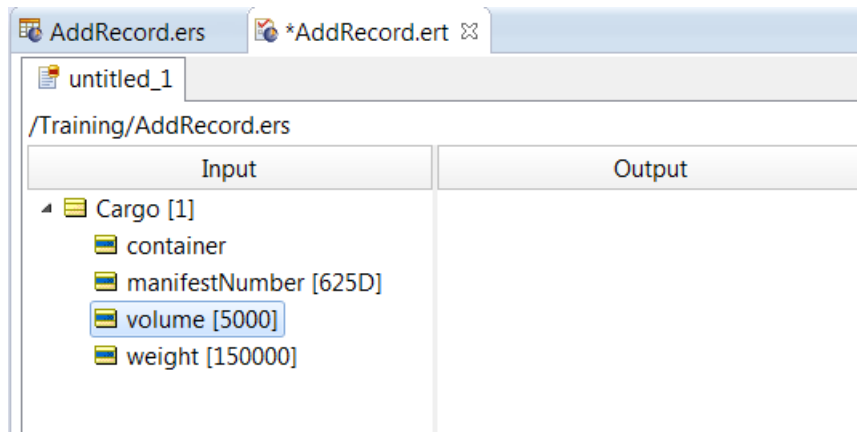 AddRecord.ers *AddRecord.ert
untitled_1
/Training/AddRecord.ers
Input Output
Cargo [1]
container
manifestNumber [625D]
volume [5000]
weight [150000]